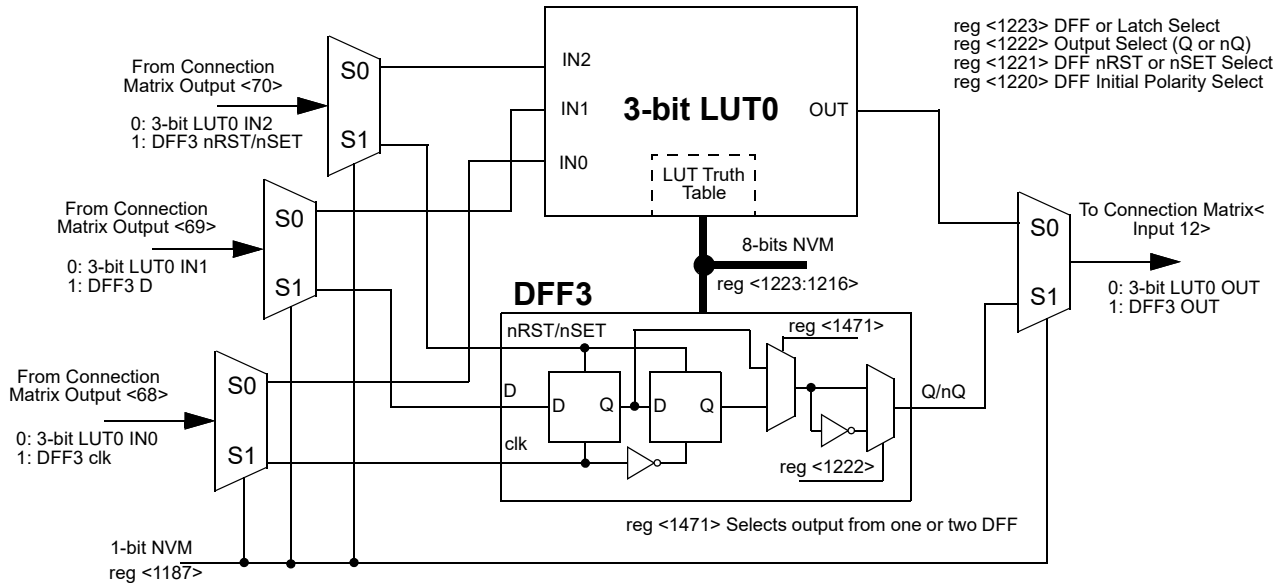 From Connection
Matrix Output <70>
0: 3-bit LUT0 IN2
1: DFF3 nRST/nSET
S0
S1
From Connection
Matrix Output <69>
0: 3-bit LUT0 IN1
1: DFF3 D
S0
S1
From Connection
Matrix Output <68>
0: 3-bit LUT0 IN0
1: DFF3 clk
S0
S1
1-bit NVM
reg <1187>
IN2
IN1
IN0
3-bit LUT0
OUT
LUT Truth
Table
8-bits NVM
reg <1223:1216>
DFF3
nRST/nSET
D
clk
D
Q
D
Q
reg <1471>
reg <1222>
Q/nQ
reg <1471> Selects output from one or two DFF
reg <1223> DFF or Latch Select
reg <1222> Output Select (Q or nQ)
reg <1221> DFF nRST or nSET Select
reg <1220> DFF Initial Polarity Select
S0
S1
To Connection Matrix<
Input 12>
0: 3-bit LUT0 OUT
1: DFF3 OUT